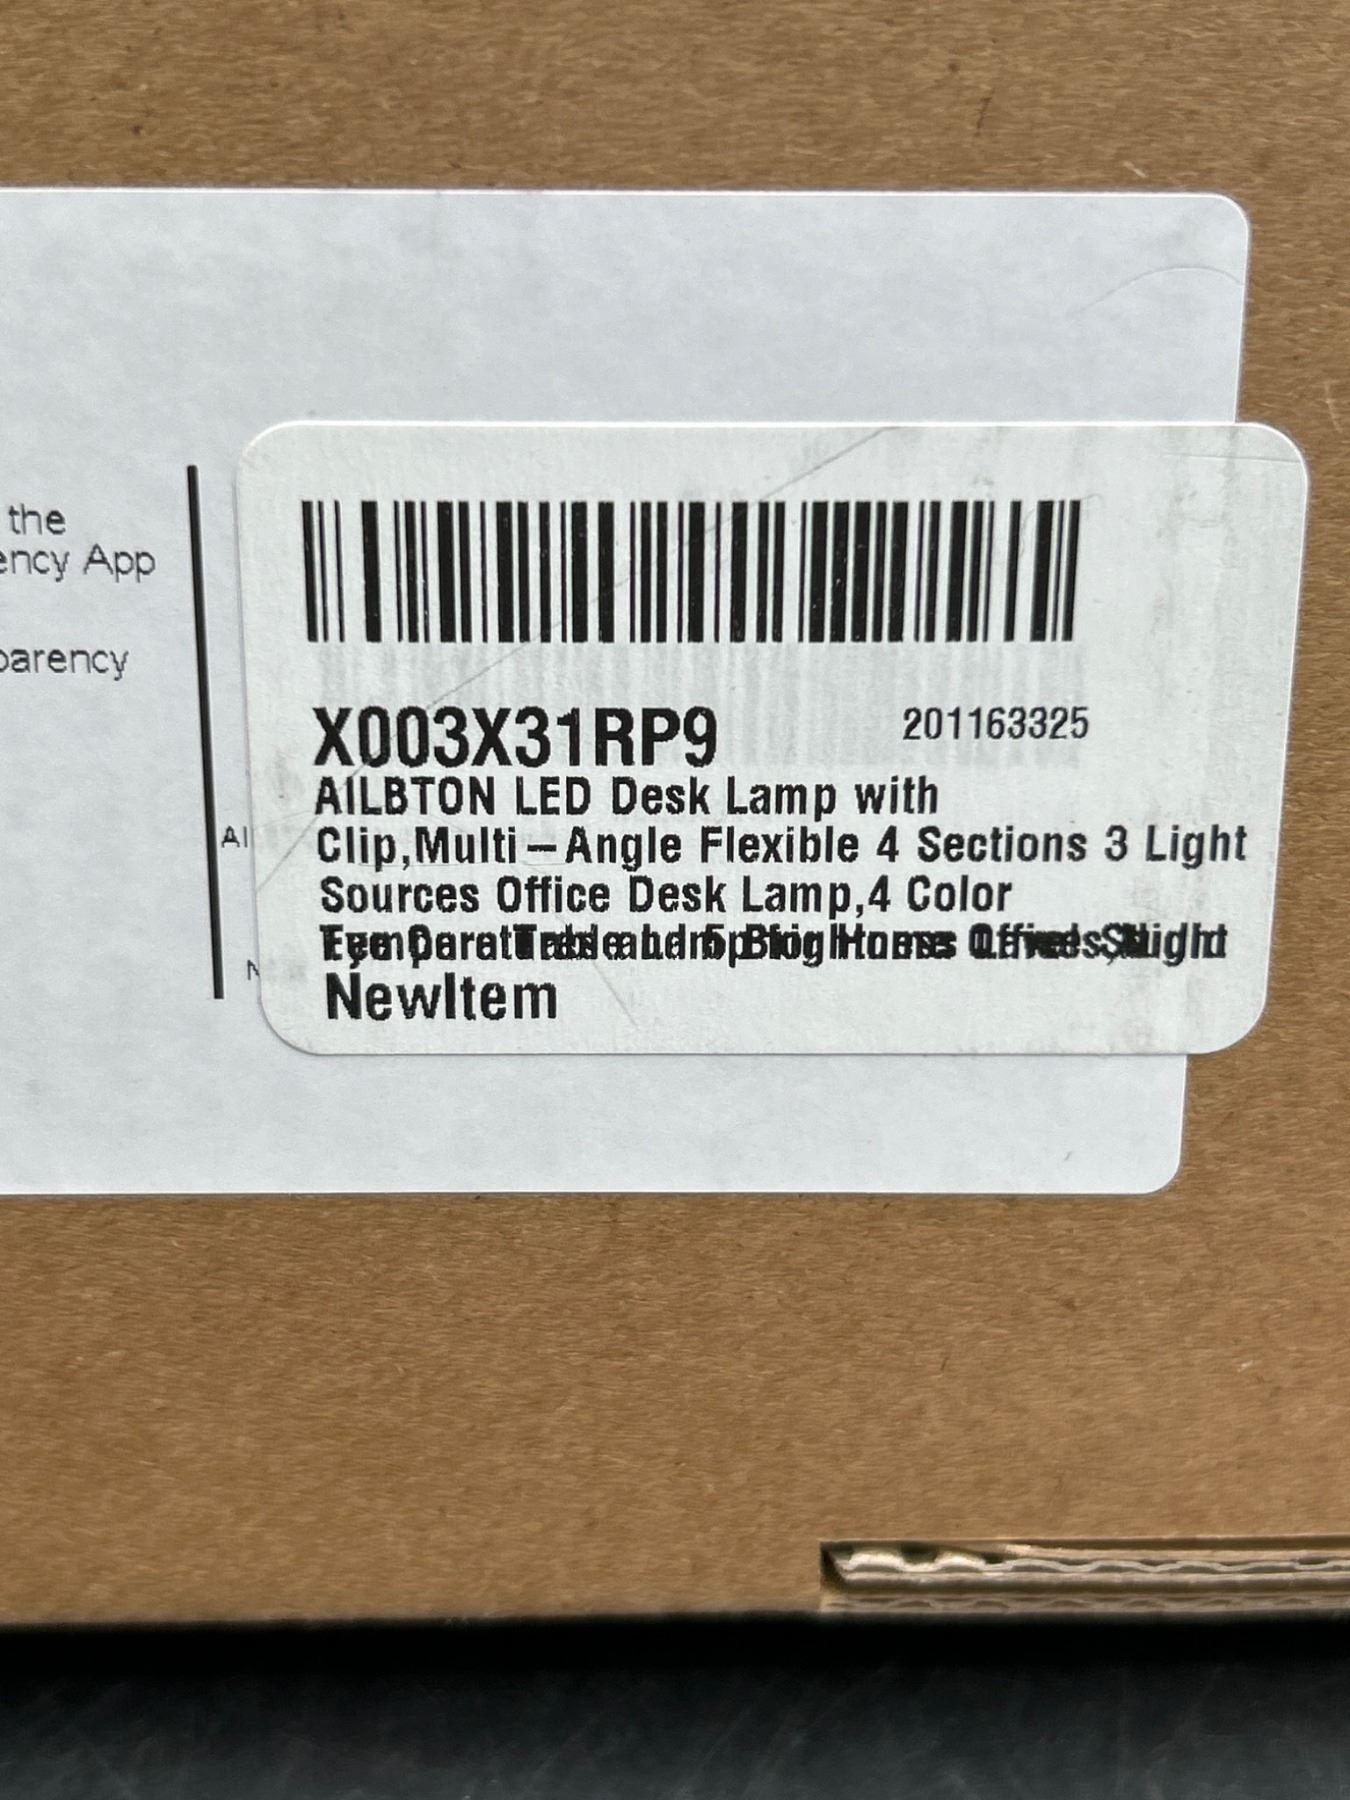 the
ency App
parency
Al
N
X003X31RP9 201163325
AILBTON LED Desk Lamp with
Clip,Multi-Angle Flexible 4 Sections 3 Light
Sources Office Desk Lamp,4 Color
NewItem